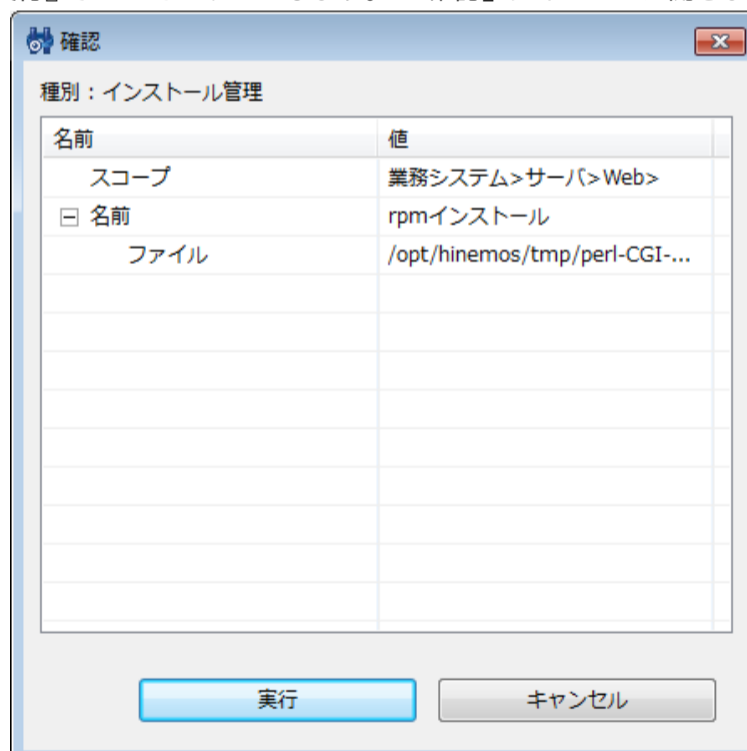 確認
種別：インストール管理
名前 値
スコープ 業務システム>サーバ>Web>
名前 rpmインストール
ファイル /opt/hinemos/tmp/perl-CGI-...
実行 キャンセル